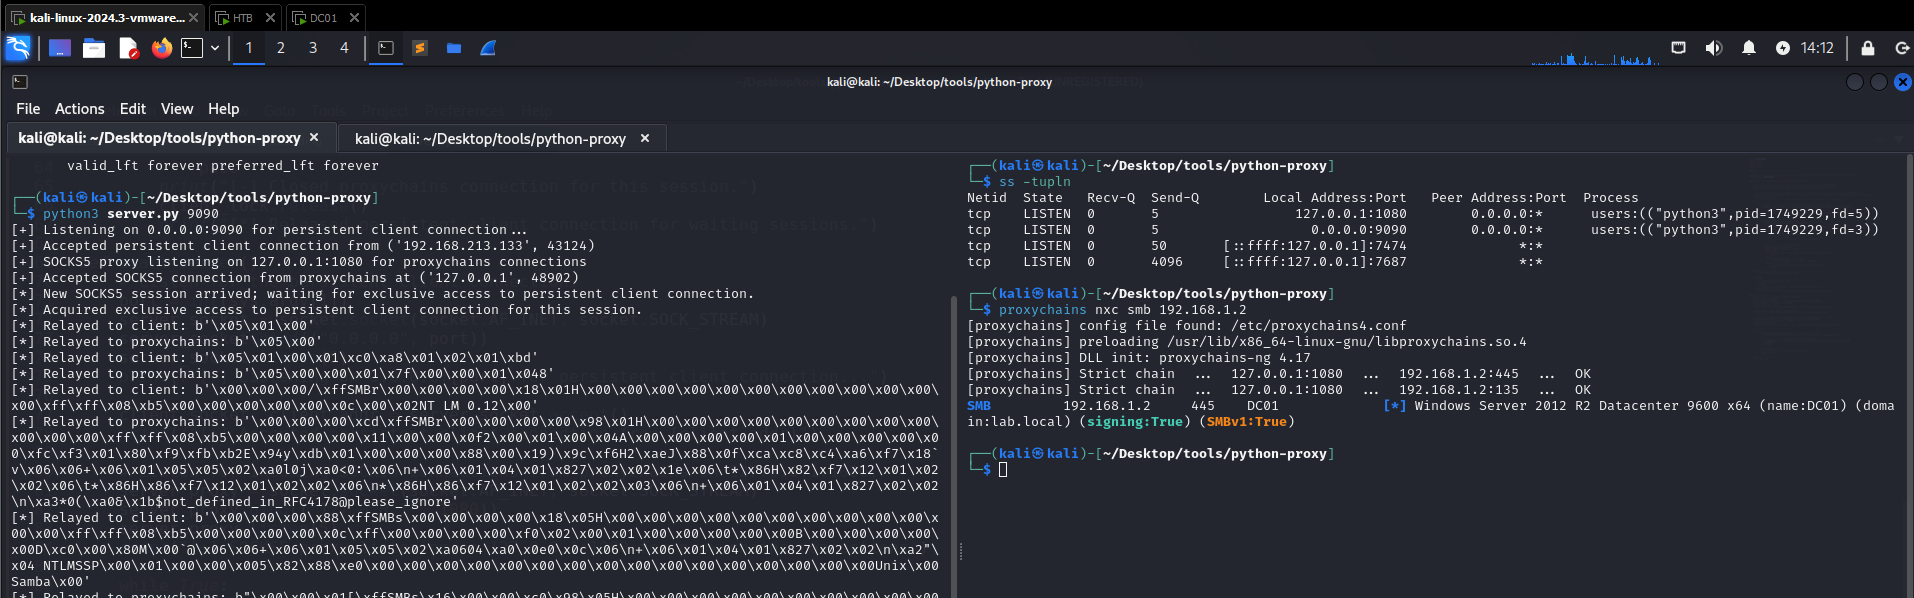 kali-linux-2024.3-vmware...
HTB
DC01
1 2 3 4
14:12
kali@kali: ~/Desktop/tools/python-proxy
File Actions Edit View Help
kali@kali: ~/Desktop/tools/python-proxy
kali@kali: ~/Desktop/tools/python-proxy
valid_lft forever preferred_lft forever
┌──(kali㉿kali)-[~/Desktop/tools/python-proxy]
└─$ python3 server.py 9090
[+] Listening on 0.0.0.0:9090 for persistent client connection...
[+] Accepted persistent client connection from ('192.168.213.133', 43124)
[+] SOCKS5 proxy listening on 127.0.0.1:1080 for proxychains connections
[+] Accepted SOCKS5 connection from proxychains at ('127.0.0.1', 48902)
[*] New SOCKS5 session arrived; waiting for exclusive access to persistent client connection.
[*] Acquired exclusive access to persistent client connection for this session.
[*] Relayed to client: b'\x05\x01\x00'
[*] Relayed to proxychains: b'\x05\x00'
[*] Relayed to client: b'\x05\x01\x00\x01\xc0\xa8\x01\x02\x01\xbd'
[*] Relayed to proxychains: b'\x05\x00\x00\x01\x7f\x00\x00\x01\x048'
[*] Relayed to client: b'\x00\x00\x00/\xffSMBr\x00\x00\x00\x00\x18\x01H\x00\x00\x00\x00\x00\x00\x00\x00\x00\x00\x00\
x00\xff\xff\x08\xb5\x00\x00\x00\x00\x00\x0c\x00\x02NT LM 0.12\x00'
[*] Relayed to proxychains: b'\x00\x00\x00\xcd\xffSMBr\x00\x00\x00\x00\x98\x01H\x00\x00\x00\x00\x00\x00\x00\x00\x00\
x00\x00\x00\xff\xff\x08\xb5\x00\x00\x00\x00\x11\x00\x00\x0f2\x00\x01\x00\x04A\x00\x00\x00\x00\x01\x00\x00\x00\x00\x0
0\xfc\xf3\x01\x80\xf9\xfb\xb2E\x94y\xdb\x01\x00\x00\x00\x88\x00\x19)\x9c\xf6H2\xaeJ\x88\x0f\xca\xc8\xc4\xa6\xf7\x18`
v\x06\x06+\x06\x01\x05\x05\x02\xa0l0j\xa0<0:\x06\n+\x06\x01\x04\x01\x827\x02\x02\x1e\x06\t*\x86H\x82\xf7\x12\x01\x02
\x02\x06\t*\x86H\x86\xf7\x12\x01\x02\x02\x06\n*\x86H\x86\xf7\x12\x01\x02\x02\x03\x06\n+\x06\x01\x04\x01\x827\x02\x02
\n\xa3*0(\xa0&\x1b$not_defined_in_RFC4178@please_ignore'
[*] Relayed to client: b'\x00\x00\x00\x88\xffSMBs\x00\x00\x00\x00\x18\x05H\x00\x00\x00\x00\x00\x00\x00\x00\x00\x00\x
00\x00\xff\xff\x08\xb5\x00\x00\x00\x00\x0c\xff\x00\x00\x00\xf0\x02\x00\x01\x00\x00\x00\x00B\x00\x00\x00\x00
\x00D\xc0\x00\x80M\x00`@\x06\x06+\x06\x01\x05\x05\x02\xa0604\xa0\x0e0\x0c\x06\n+\x06\x01\x04\x01\x827\x02\x02\n\xa2"\
x04 NTLMSSP\x00\x01\x00\x00\x005\x82\x88\xe0\x00\x00\x00\x00\x00\x00\x00\x00\x00\x00\x00\x00\x00\x00\x00\x00Unix\x00
Samba\x00'
┌──(kali㉿kali)-[~/Desktop/tools/python-proxy]
└─$ ss -tupln
Netid State Recv-Q Send-Q Local Address:Port Peer Address:Port Process
tcp LISTEN 0 5 127.0.0.1:1080 0.0.0.0:* users:(("python3",pid=1749229,fd=5))
tcp LISTEN 0 5 0.0.0.0:9090 0.0.0.0:* users:(("python3",pid=1749229,fd=3))
tcp LISTEN 0 50 [::ffff:127.0.0.1]:7474 *:*
tcp LISTEN 0 4096 [::ffff:127.0.0.1]:7687 *:*
┌──(kali㉿kali)-[~/Desktop/tools/python-proxy]
└─$ proxychains nxc smb 192.168.1.2
[proxychains] config file found: /etc/proxychains4.conf
[proxychains] preloading /usr/lib/x86_64-linux-gnu/libproxychains.so.4
[proxychains] DLL init: proxychains-ng 4.17
[proxychains] Strict chain ... 127.0.0.1:1080 ... 192.168.1.2:445 ... OK
[proxychains] Strict chain ... 127.0.0.1:1080 ... 192.168.1.2:135 ... OK
SMB 192.168.1.2 445 DC01 [*] Windows Server 2012 R2 Datacenter 9600 x64 (name:DC01) (doma
in:lab.local) (signing:True) (SMBv1:True)
┌──(kali㉿kali)-[~/Desktop/tools/python-proxy]
└─$